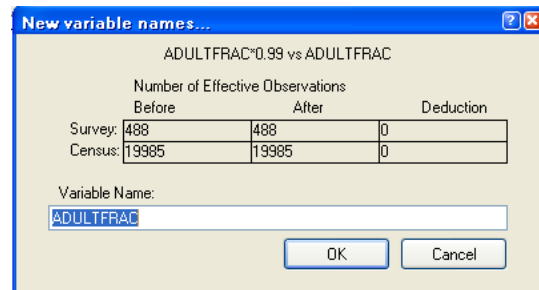 New variable names...
ADULTFRAC*0.99 vs ADULTFRAC
Number of Effective Observations
Before After Deduction
Survey: 488 488 0
Census: 19985 19985 0
Variable Name:
ADULTFRAC
OK Cancel